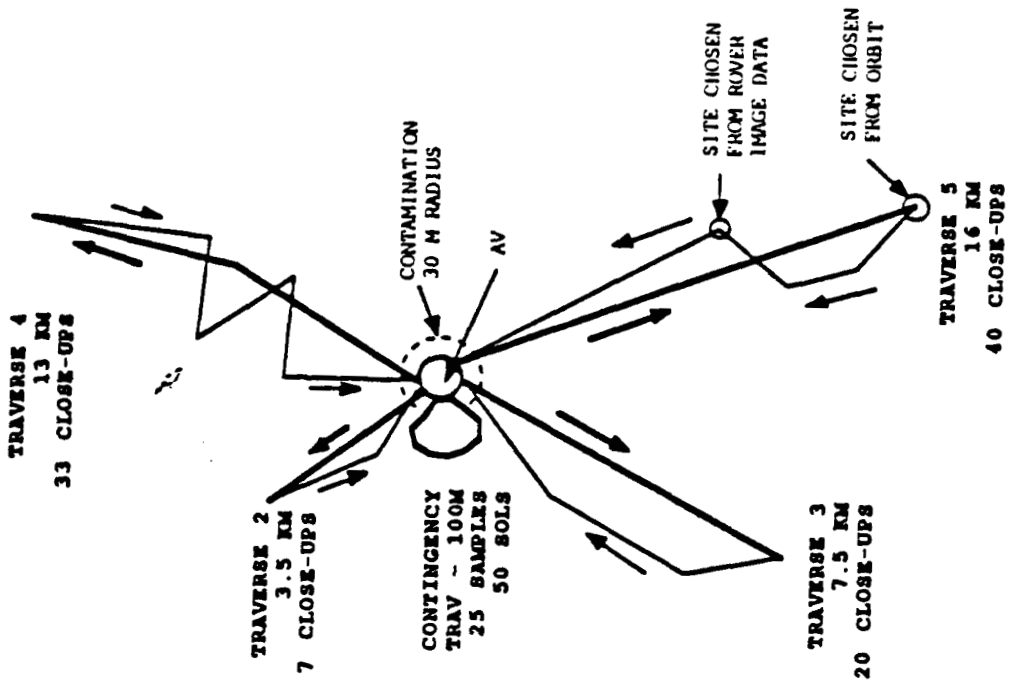 TRAVERSE 4
13 KM
33 CLOSE-UPS
TRAVERSE 2
3.5 KM
7 CLOSE-UPS
CONTINGENCY
TRAV ~ 100M
25 SAMPLES
50 SOLS
TRAVERSE 3
7.5 KM
20 CLOSE-UPS
CONTAMINATION
30 M RADIUS
AV
SITE CHOSEN
FROM ROVER
IMAGE DATA
SITE CHOSEN
FROM ORBIT
TRAVERSE 5
16 KM
40 CLOSE-UPS